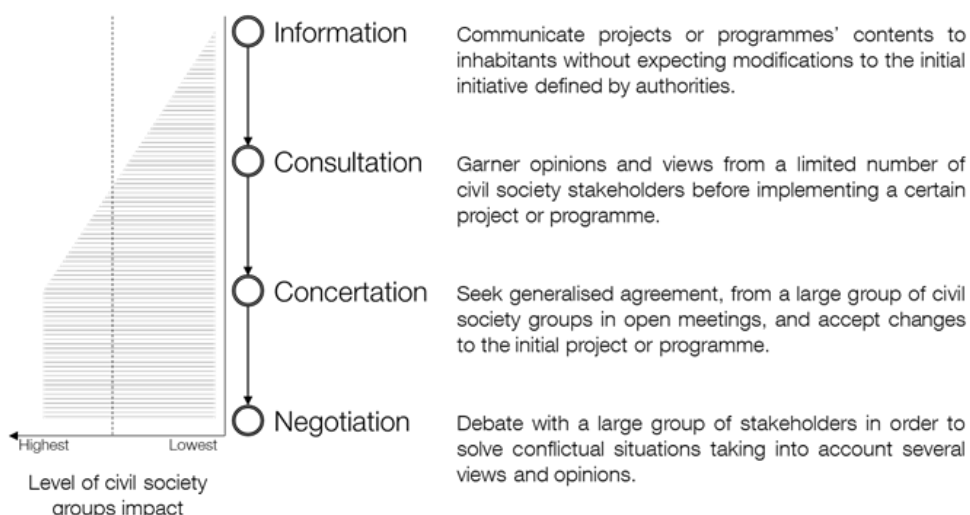 Information
Communicate projects or programmes' contents to
inhabitants without expecting modifications to the initial
initiative defined by authorities.
Consultation
Garner opinions and views from a limited number of
civil society stakeholders before implementing a certain
project or programme.
Concertation
Seek generalised agreement, from a large group of civil
society groups in open meetings, and accept changes
to the initial project or programme.
Negotiation
Debate with a large group of stakeholders in order to
solve conflictual situations taking into account several
views and opinions.
Highest
Lowest
Level of civil society
groups impact